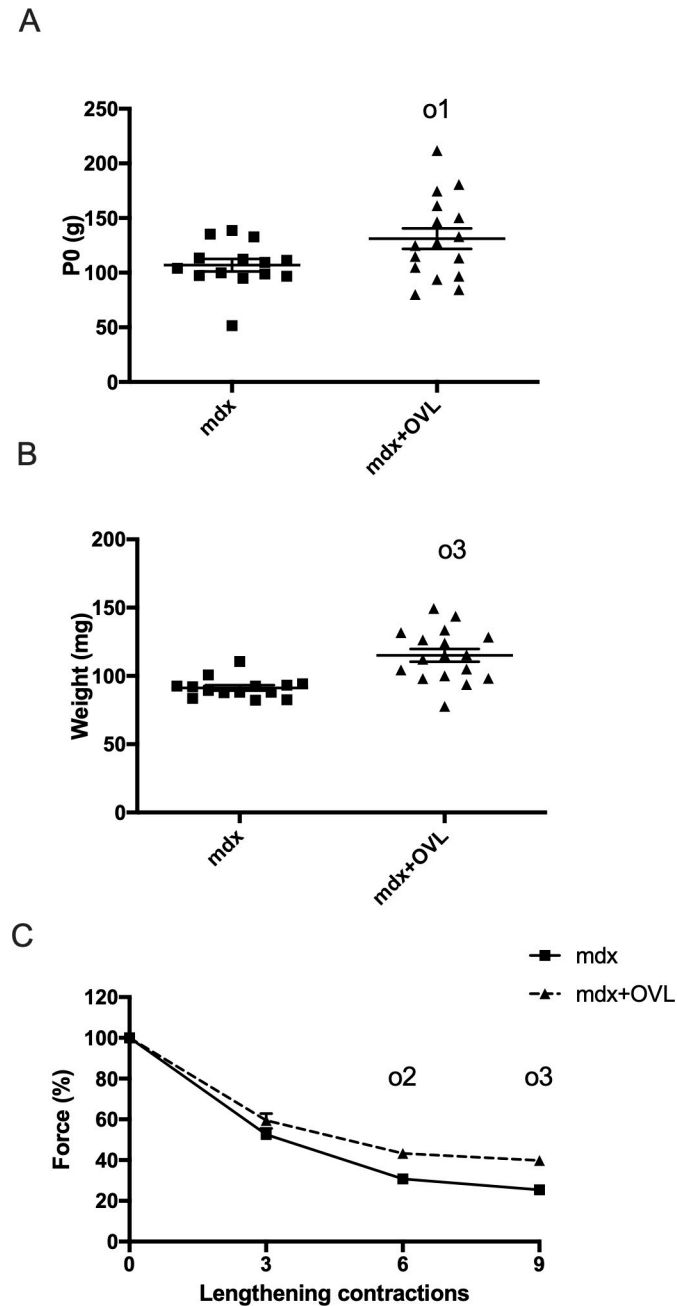 A
250
200
150
100
50
0
P0 (g)
o1
mdx
mdx+OVL
B
200
150
100
50
0
Weight (mg)
o3
mdx
mdx+OVL
C
mdx
mdx+OVL
120
100
80
60
40
20
0
Force (%)
o2
o3
0 3 6 9
Lengthening contractions